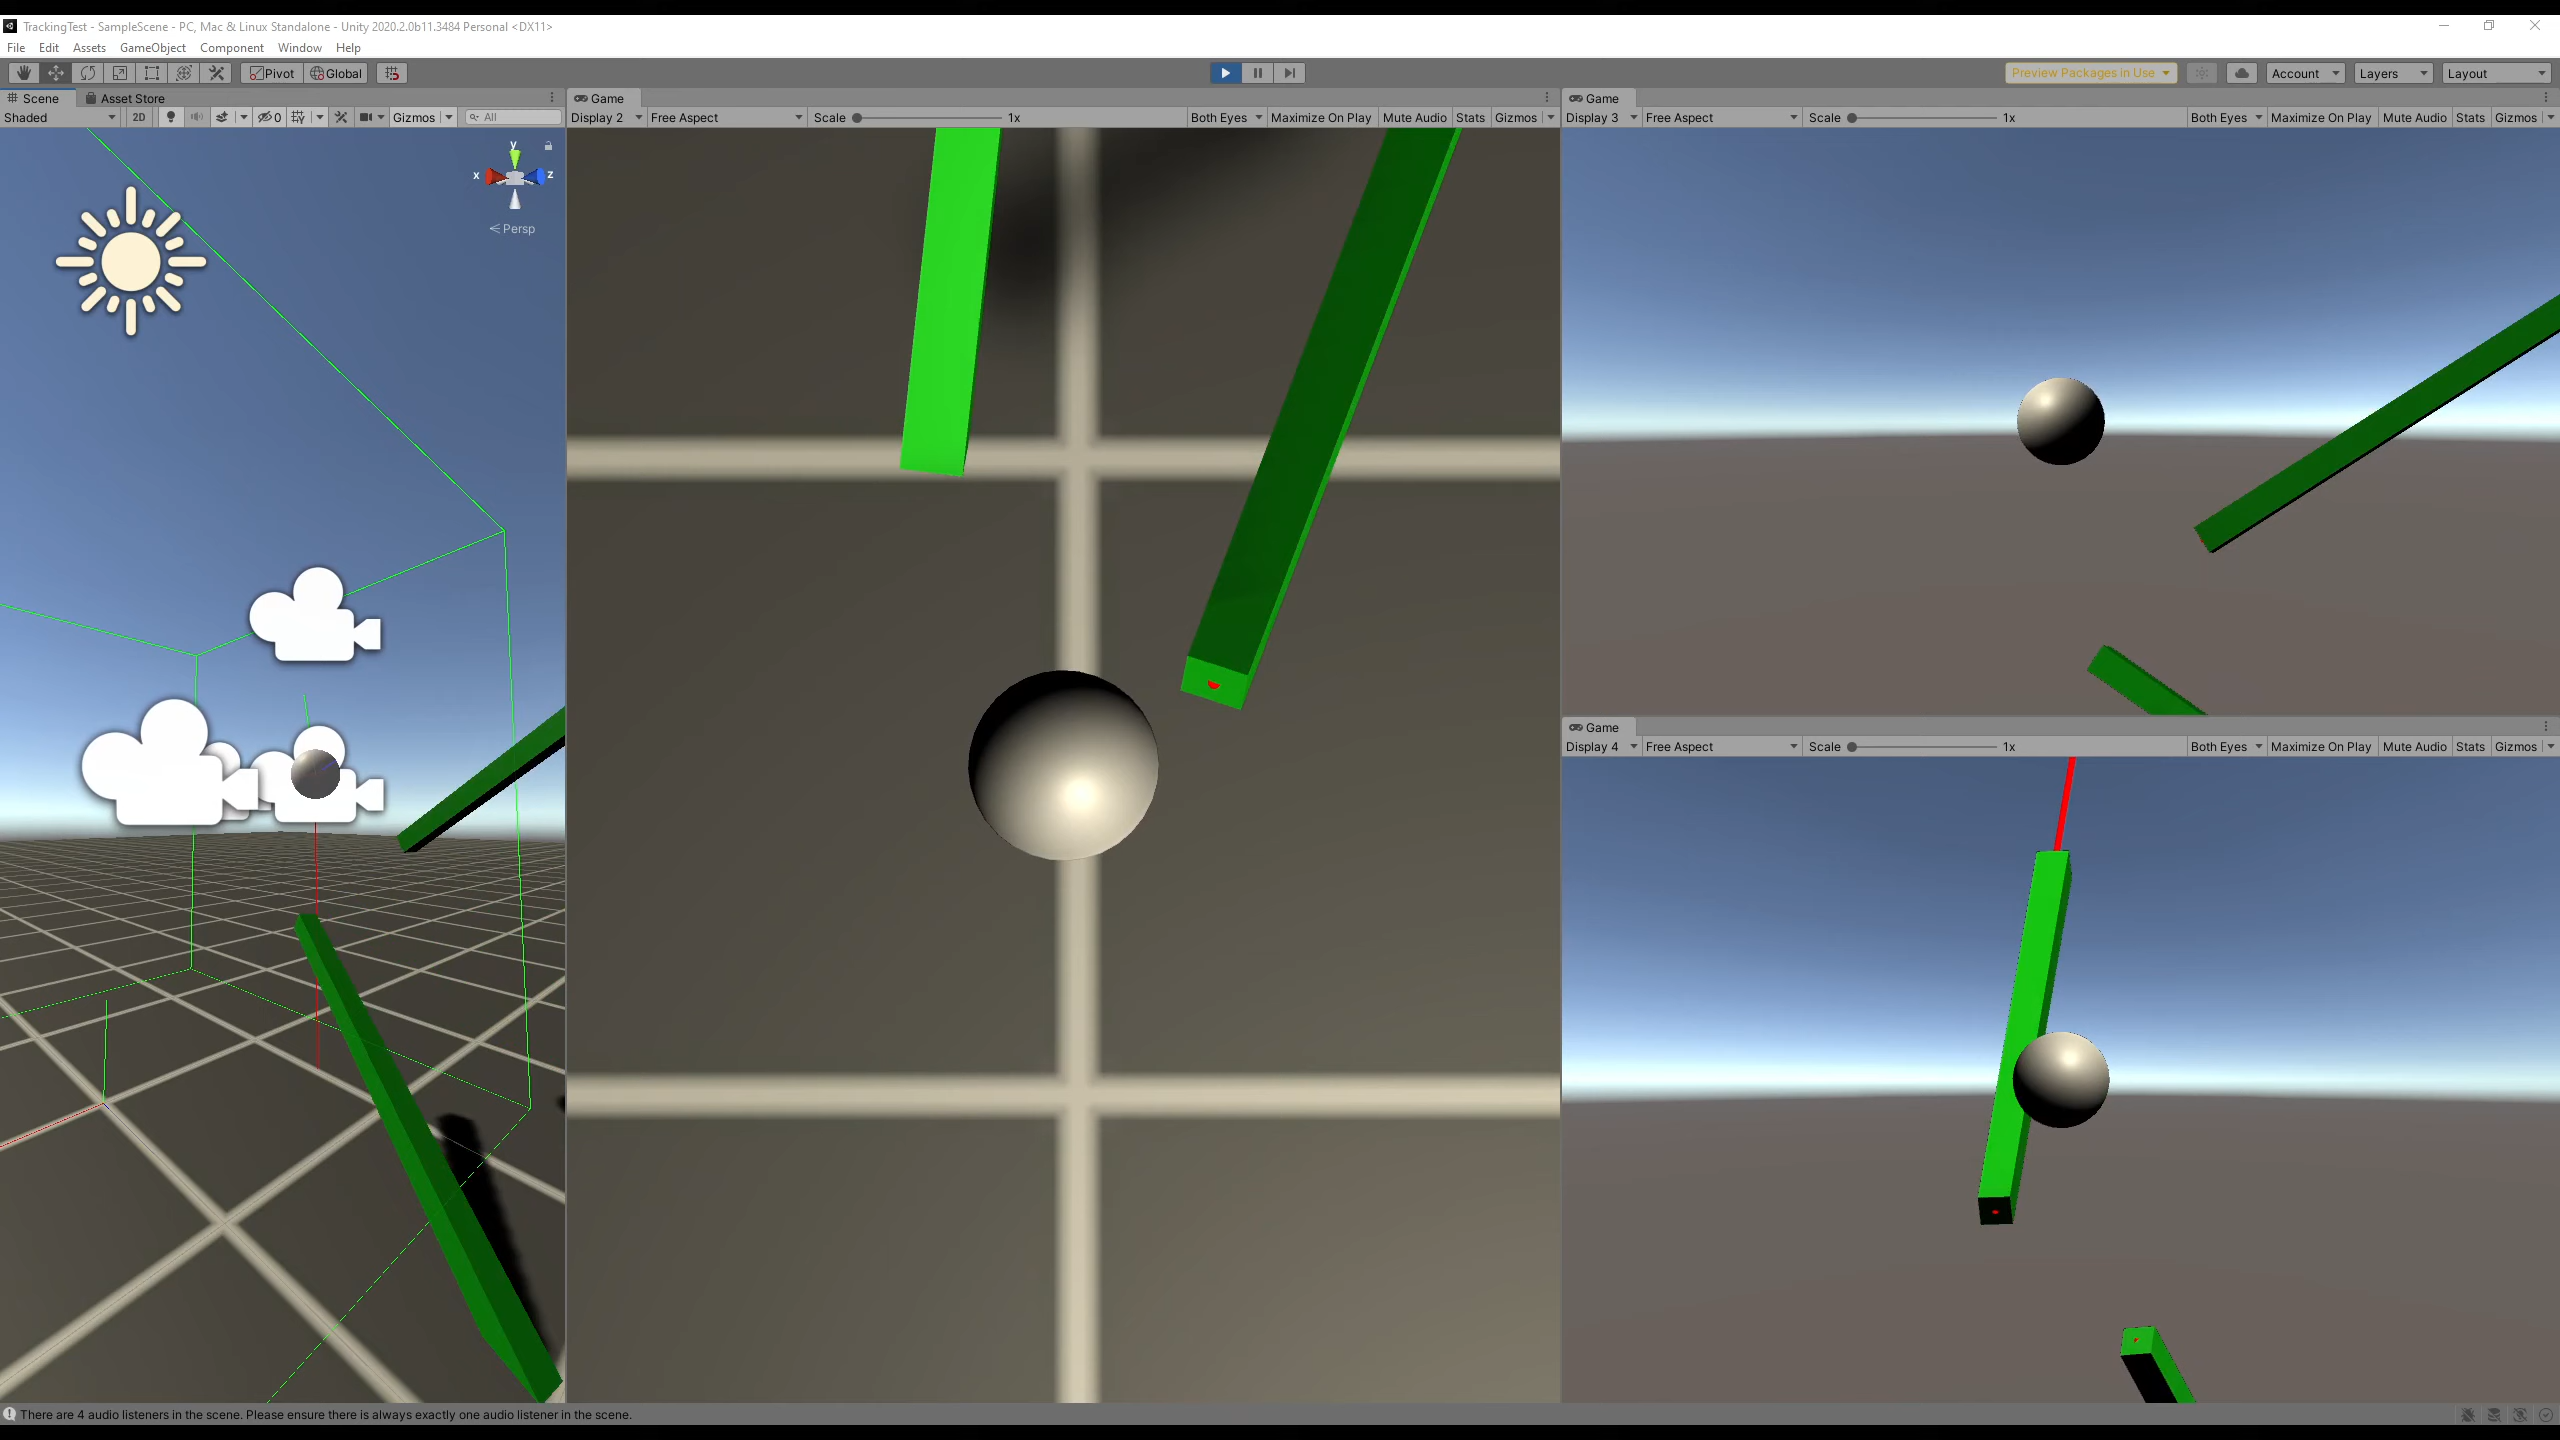 TrackingTest - SampleScene - PC, Mac & Linux Standalone - Unity 2020.2.0b11.3484 Personal <DX11>
File Edit Assets GameObject Component Window Help
Pivot Global Preview Packages in Use Account Layers Layout
Scene Asset Store
Shaded 2D 0 Gizmos All
y
x z
Persp
Game
Display 2 Free Aspect Scale 1x Both Eyes Maximize On Play Mute Audio Stats Gizmos
Game
Display 3 Free Aspect Scale 1x Both Eyes Maximize On Play Mute Audio Stats Gizmos
Game
Display 4 Free Aspect Scale 1x Both Eyes Maximize On Play Mute Audio Stats Gizmos
There are 4 audio listeners in the scene. Please ensure there is always exactly one audio listener in the scene.